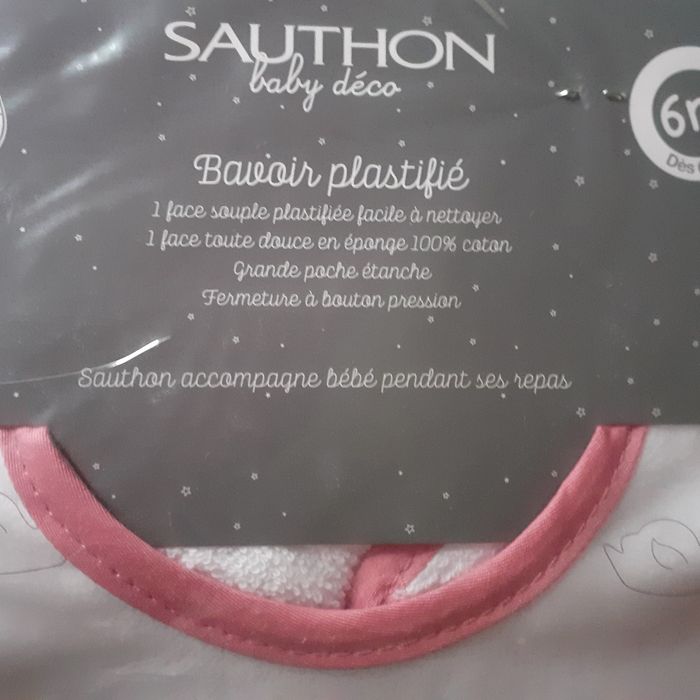 SAUTHON
baby déco
Bavoir plastifié
1 face souple plastifiée facile à nettoyer
1 face toute douce en éponge 100% coton
Grande poche étanche
Fermeture à bouton pression
Sauthon accompagne bébé pendant ses repas
Dès